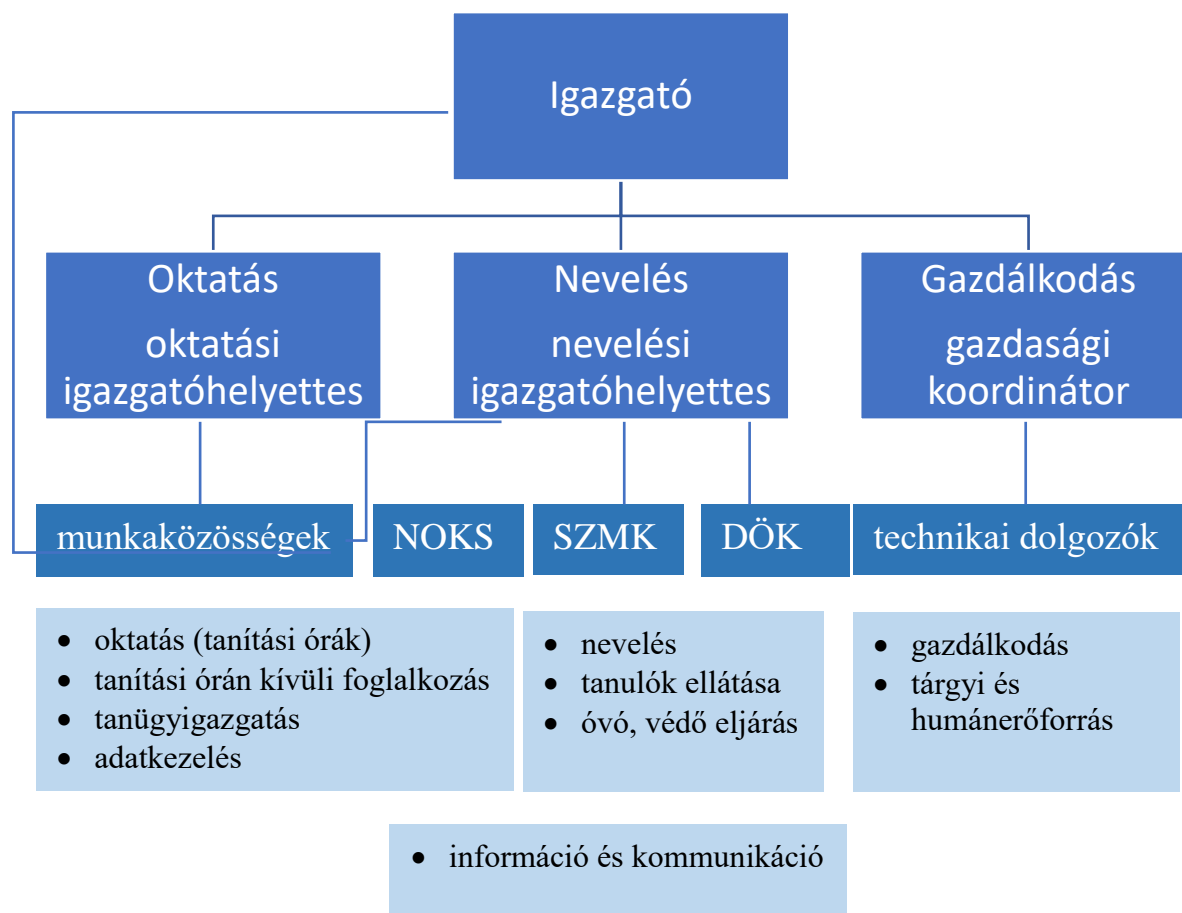 Igazgató
Oktatás
oktatási
igazgatóhelyettes
Nevelés
nevelési
igazgatóhelyettes
Gazdálkodás
gazdasági
koordinátor
munkaközösségek
NOKS
SZMK
DÖK
technikai dolgozók
• oktatás (tanítási órák)
• tanítási órán kívüli foglalkozás
• tanügyigazgatás
• adatkezelés
• nevelés
• tanulók ellátása
• óvó, védő eljárás
• gazdálkodás
• tárgyi és
humánerőforrás
• információ és kommunikáció